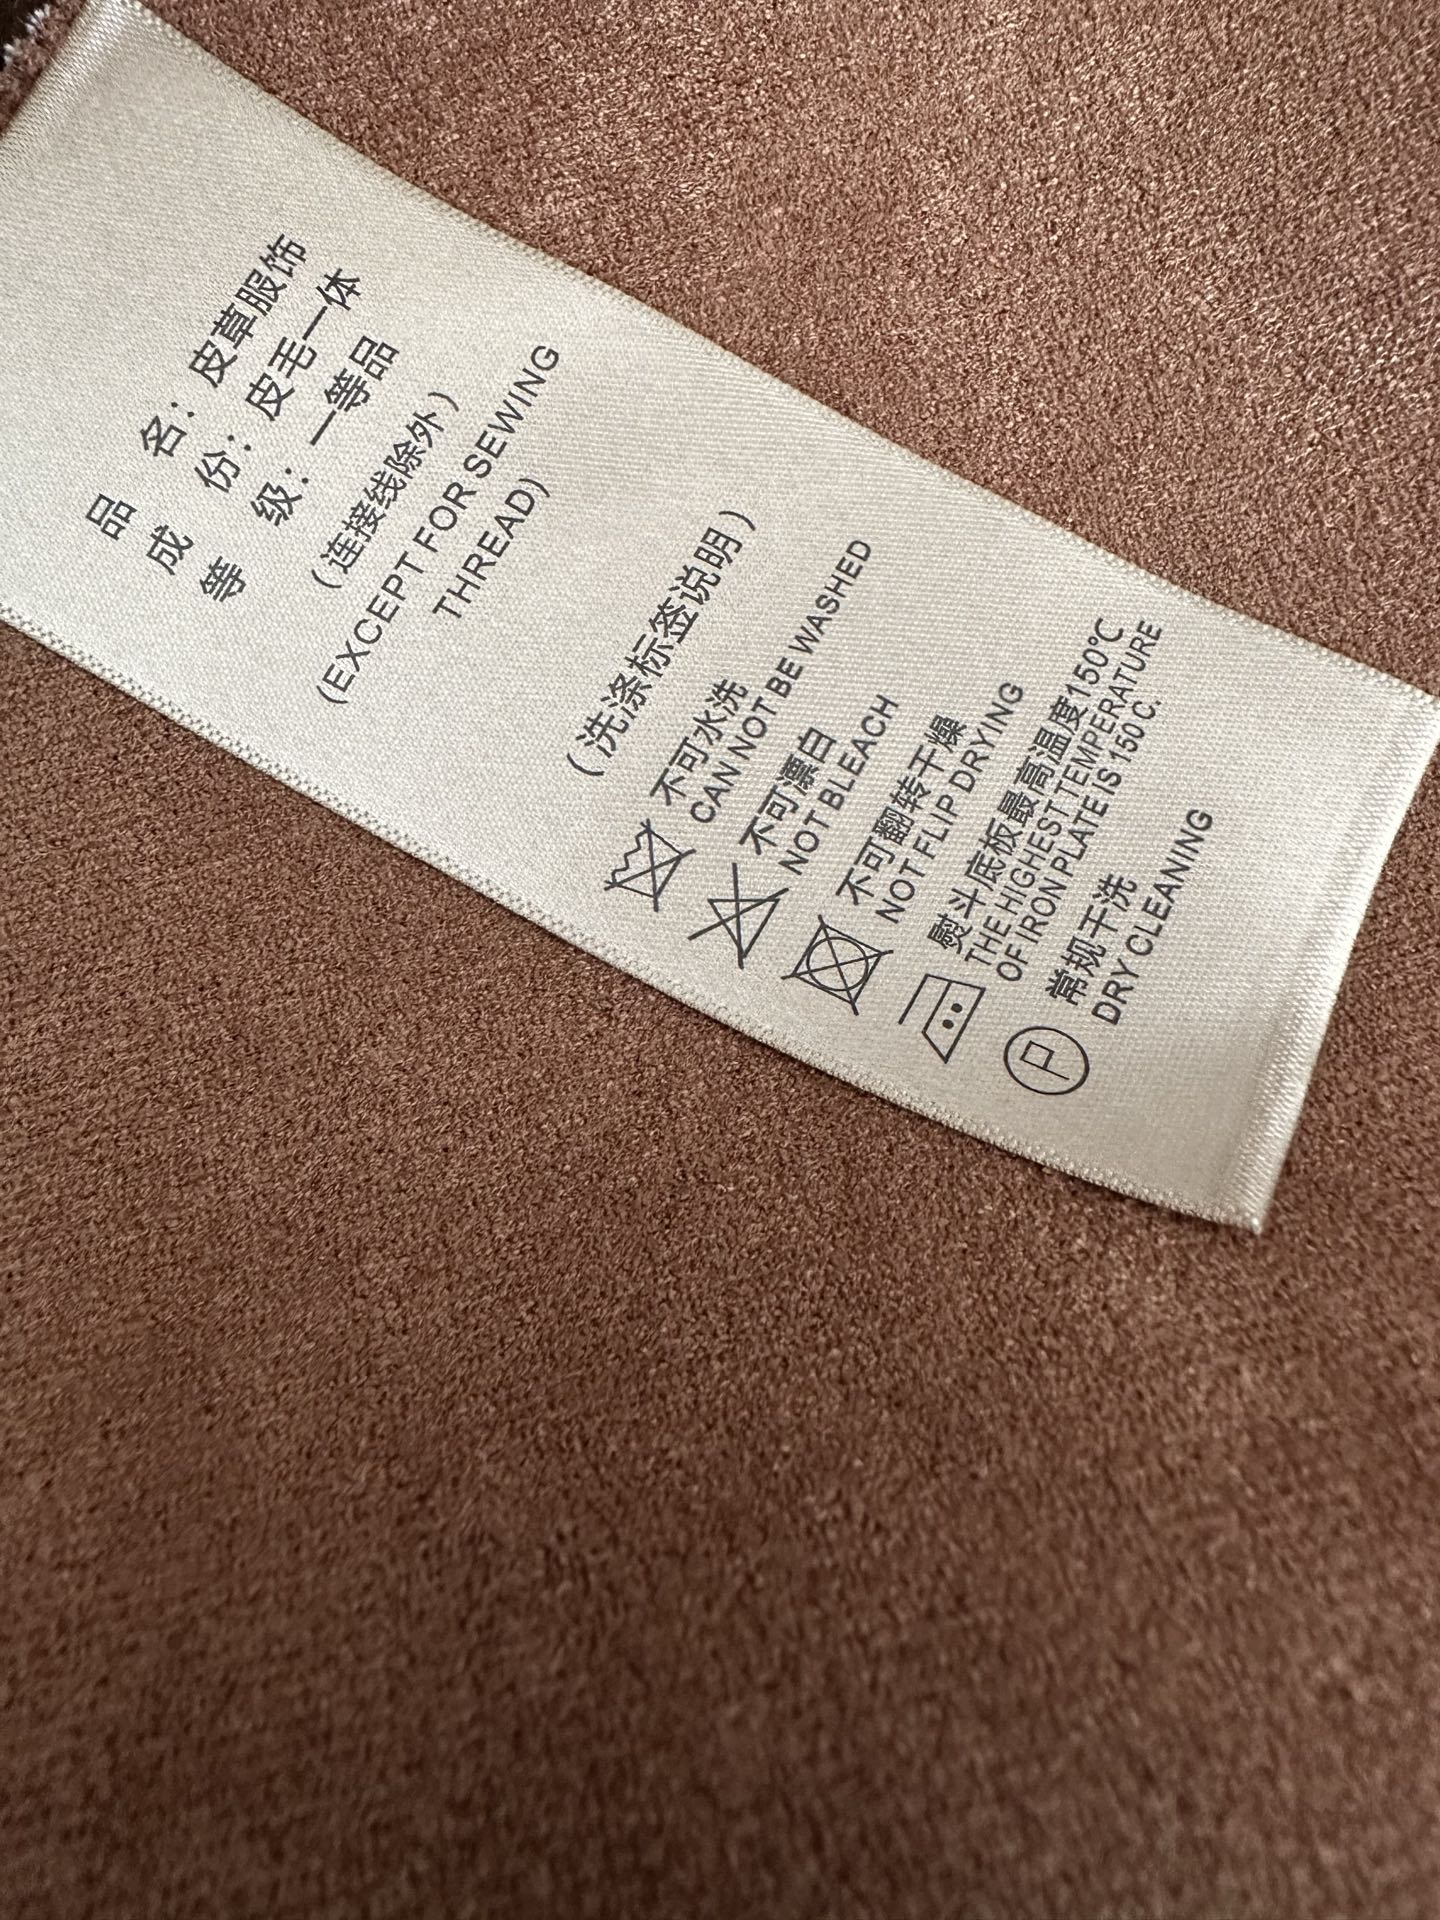 品 名：皮草服饰
成 份：皮毛一体
等 级：一等品
（连接线除外）
(EXCEPT FOR SEWING
THREAD)
（洗涤标签说明）
不可水洗
CAN NOT BE WASHED
不可漂白
NOT BLEACH
不可翻转干燥
NOT FLIP DRYING
熨斗底板最高温度150℃
THE HIGHEST TEMPERATURE
OF IRON PLATE IS 150 C.
P
常规干洗
DRY CLEANING